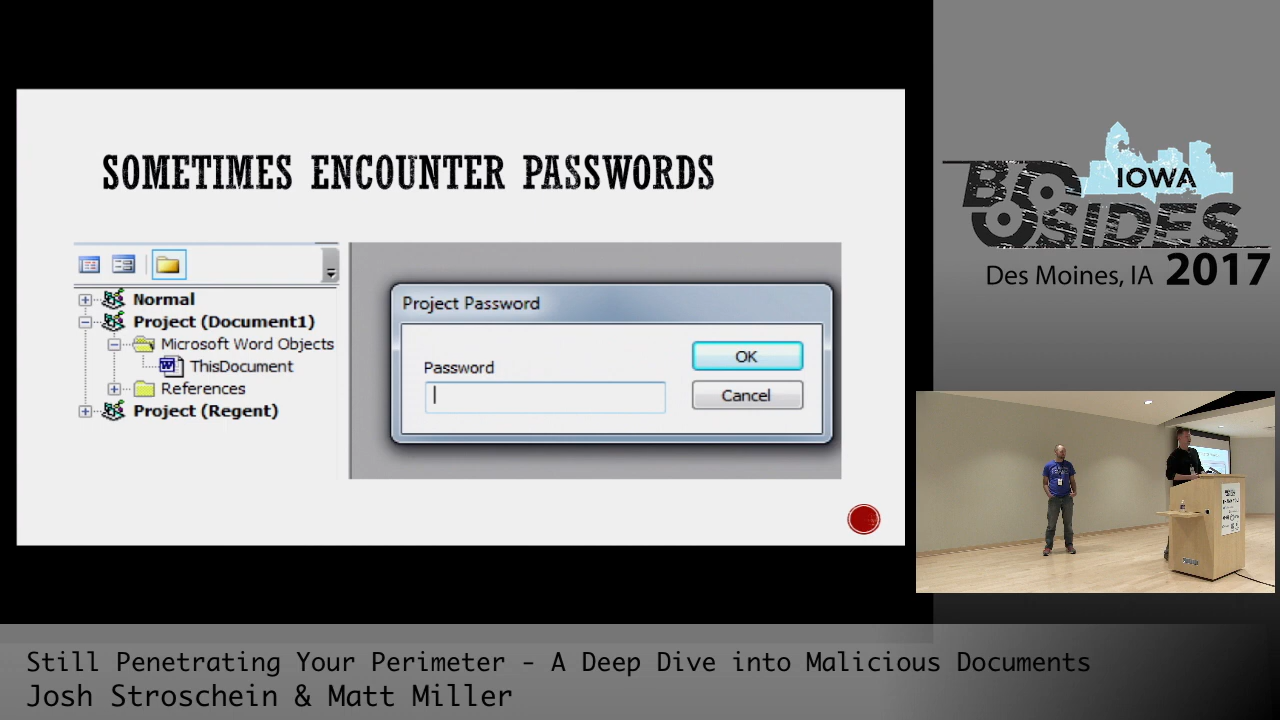 SOMETIMES ENCOUNTER PASSWORDS
Normal
Project (Document1)
Microsoft Word Objects
ThisDocument
References
Project (Regent)
Project Password
Password
OK
Cancel
IOWA
BSIDES
Des Moines, IA 2017
Still Penetrating Your Perimeter - A Deep Dive into Malicious Documents
Josh Stroschein & Matt Miller